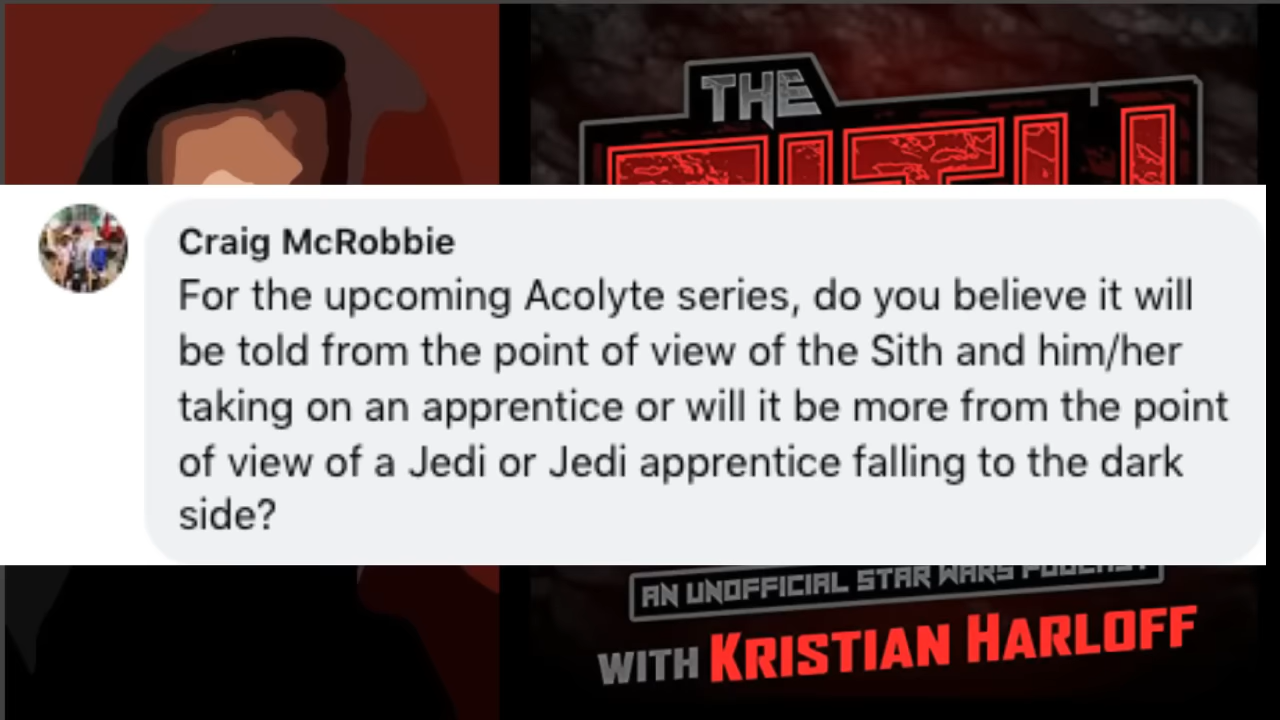 THE
Craig McRobbie
For the upcoming Acolyte series, do you believe it will
be told from the point of view of the Sith and him/her
taking on an apprentice or will it be more from the point
of view of a Jedi or Jedi apprentice falling to the dark
side?
AN UNOFFICIAL STAR WARS PODCAST
WITH KRISTIAN HARLOFF